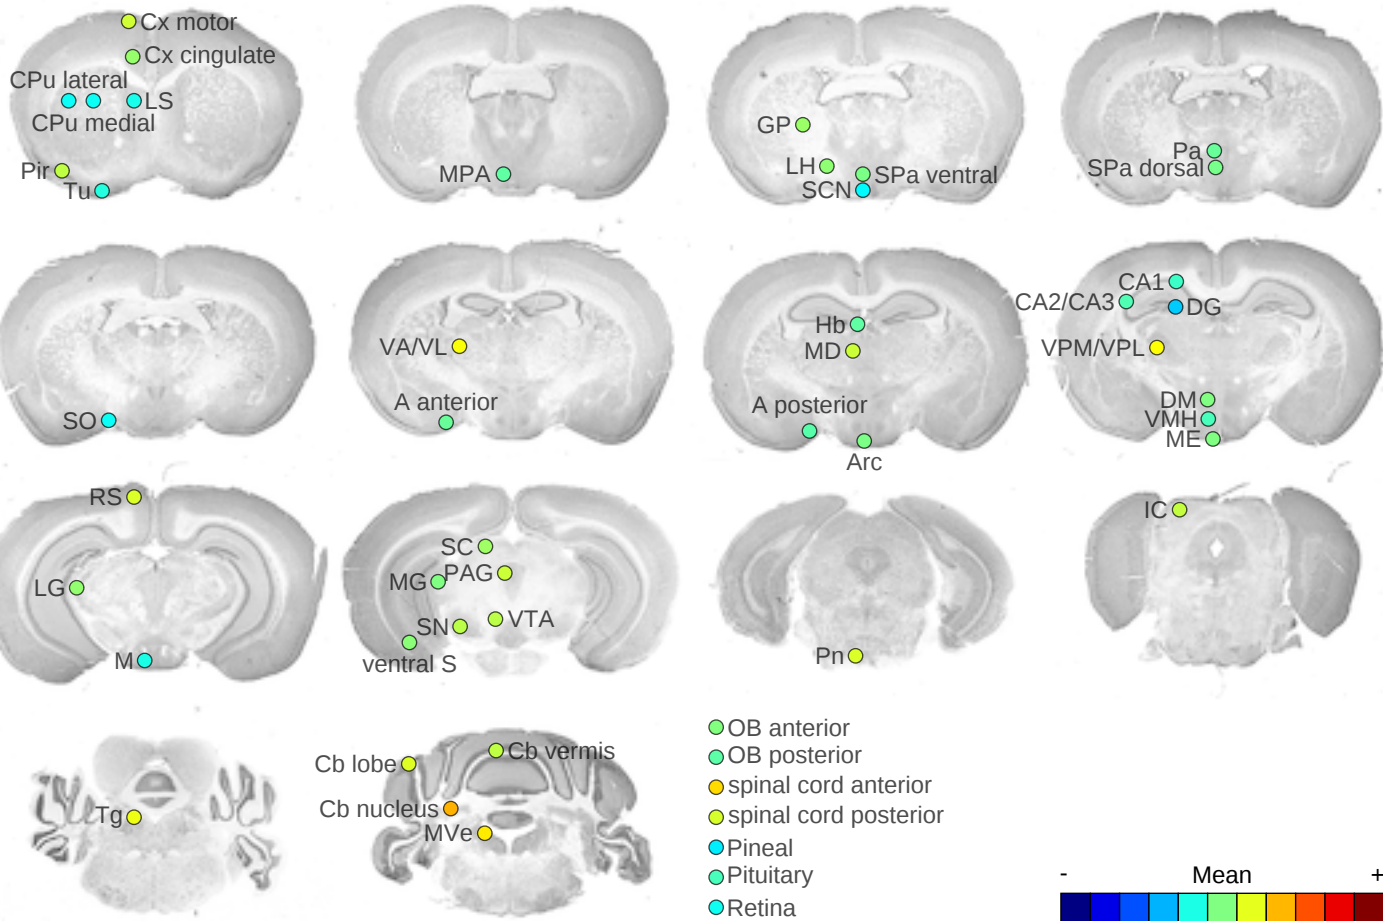 Cx motor
Cx cingulate
CPu lateral
LS
CPu medial
Pir
Tu
MPA
GP
LH
SPa ventral
SCN
Pa
SPa dorsal
SO
VA/VL
A anterior
Hb
MD
A posterior
Arc
CA1
CA2/CA3
DG
VPM/VPL
DM
VMH
ME
RS
LG
M
SC
MG
PAG
SN
VTA
ventral S
Pn
IC
Tg
Cb lobe
Cb vermis
Cb nucleus
MVe
OB anterior
OB posterior
spinal cord anterior
spinal cord posterior
Pineal
Pituitary
Retina
- Mean +